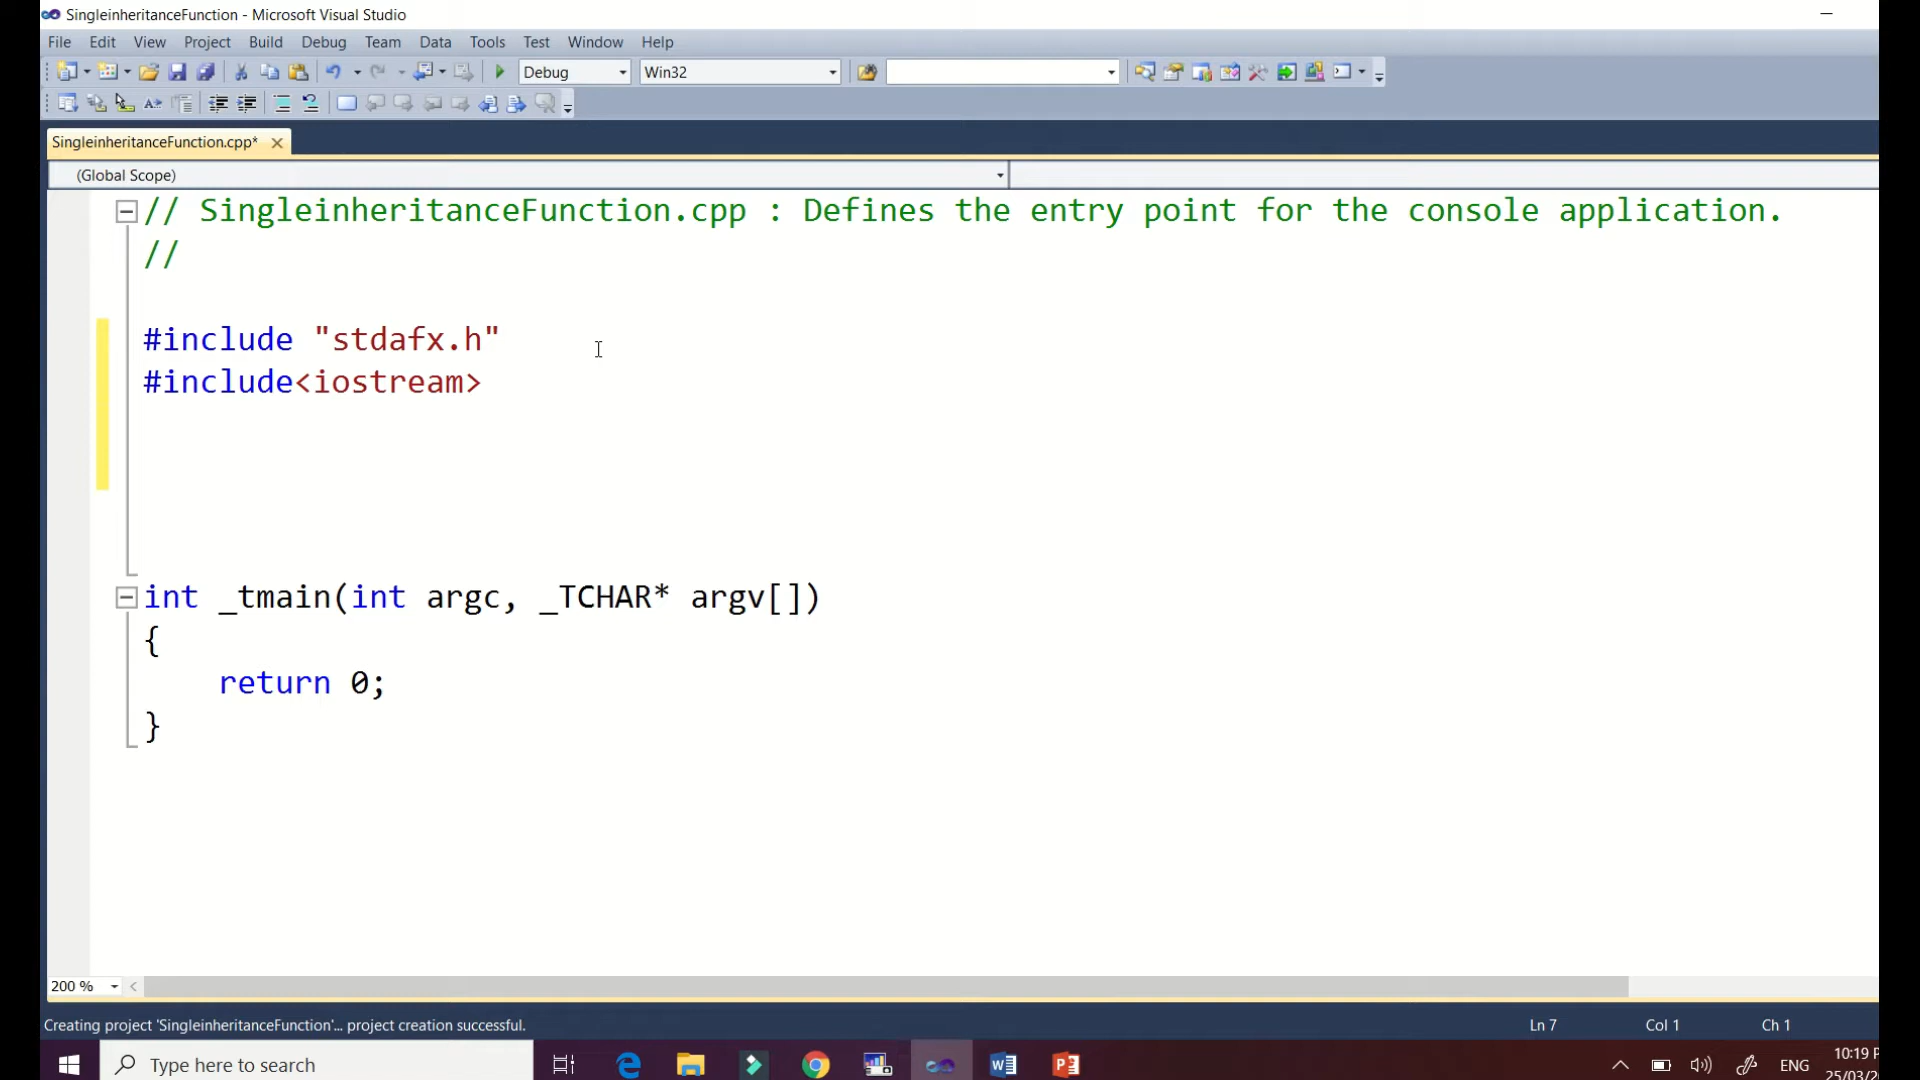 SingleinheritanceFunction - Microsoft Visual Studio
File Edit View Project Build Debug Team Data Tools Test Window Help
Debug Win32
SingleinheritanceFunction.cpp*
(Global Scope)
// SingleinheritanceFunction.cpp : Defines the entry point for the console application.
//
#include "stdafx.h"
#include<iostream>
int _tmain(int argc, _TCHAR* argv[])
{
return 0;
}
200 %
Creating project 'SingleinheritanceFunction'... project creation successful. Ln 7 Col 1 Ch 1
Type here to search
ENG
10:19 P
25/03/2